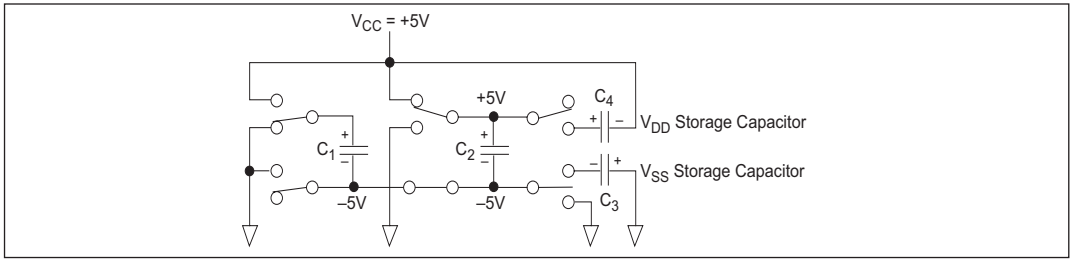 VCC = +5V
+5V
C4
+ −
VDD Storage Capacitor
+
C1
−
+
C2
−
− +
VSS Storage Capacitor
C3
–5V
–5V